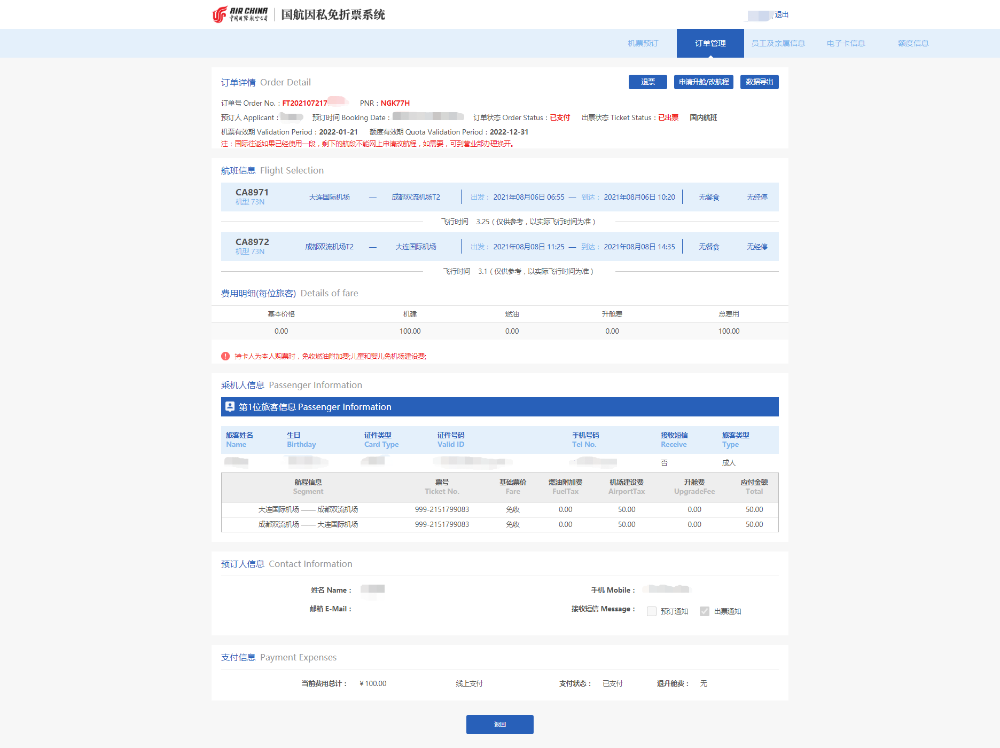 AIR CHINA
中国国际航空公司
国航因私免折票系统
退出
机票预订 订单管理 员工及亲属信息 电子卡信息 额度信息
订单详情 Order Detail
退票 申请升舱/改航程 数据导出
订单号 Order No.：FT202107217 PNR：NGK77H
预订人 Applicant： 预订时间 Booking Date： 订单状态 Order Status：已支付 出票状态 Ticket Status：已出票 国内航班
机票有效期 Validation Period：2022-01-21 额度有效期 Quota Validation Period：2022-12-31
注：国际往返如果已经使用一段，剩下的航段不能网上申请改航程，如需要，可到营业部办理换开。
航班信息 Flight Selection
CA8971
机型 73N
大连国际机场 — 成都双流机场T2 出发： 2021年08月06日 06:55 — 到达： 2021年08月06日 10:20 无餐食 无经停
飞行时间 3.25（仅供参考，以实际飞行时间为准）
CA8972
机型 73N
成都双流机场T2 — 大连国际机场 出发： 2021年08月08日 11:25 — 到达： 2021年08月08日 14:35 无餐食 无经停
飞行时间 3.1（仅供参考，以实际飞行时间为准）
费用明细(每位旅客) Details of fare
基本价格 机建 燃油 升舱费 总费用
0.00 100.00 0.00 0.00 100.00
持卡人为本人购票时，免收燃油附加费;儿童和婴儿免机场建设费;
乘机人信息 Passenger Information
第1位旅客信息 Passenger Information
旅客姓名 生日 证件类型 证件号码 手机号码 接收短信 旅客类型
Name Birthday Card Type Valid ID Tel No. Receive Type
否 成人
航程信息 票号 基础票价 燃油附加费 机场建设费 升舱费 应付金额
Segment Ticket No. Fare FuelTax AirportTax UpgradeFee Total
大连国际机场 —— 成都双流机场 999-2151799083 免收 0.00 50.00 0.00 50.00
成都双流机场 —— 大连国际机场 999-2151799083 免收 0.00 50.00 0.00 50.00
预订人信息 Contact Information
姓名 Name： 手机 Mobile：
邮箱 E-Mail： 接收短信 Message： 预订通知 出票通知
支付信息 Payment Expenses
当前费用总计： ¥100.00 线上支付 支付状态： 已支付 退升舱费： 无
返回